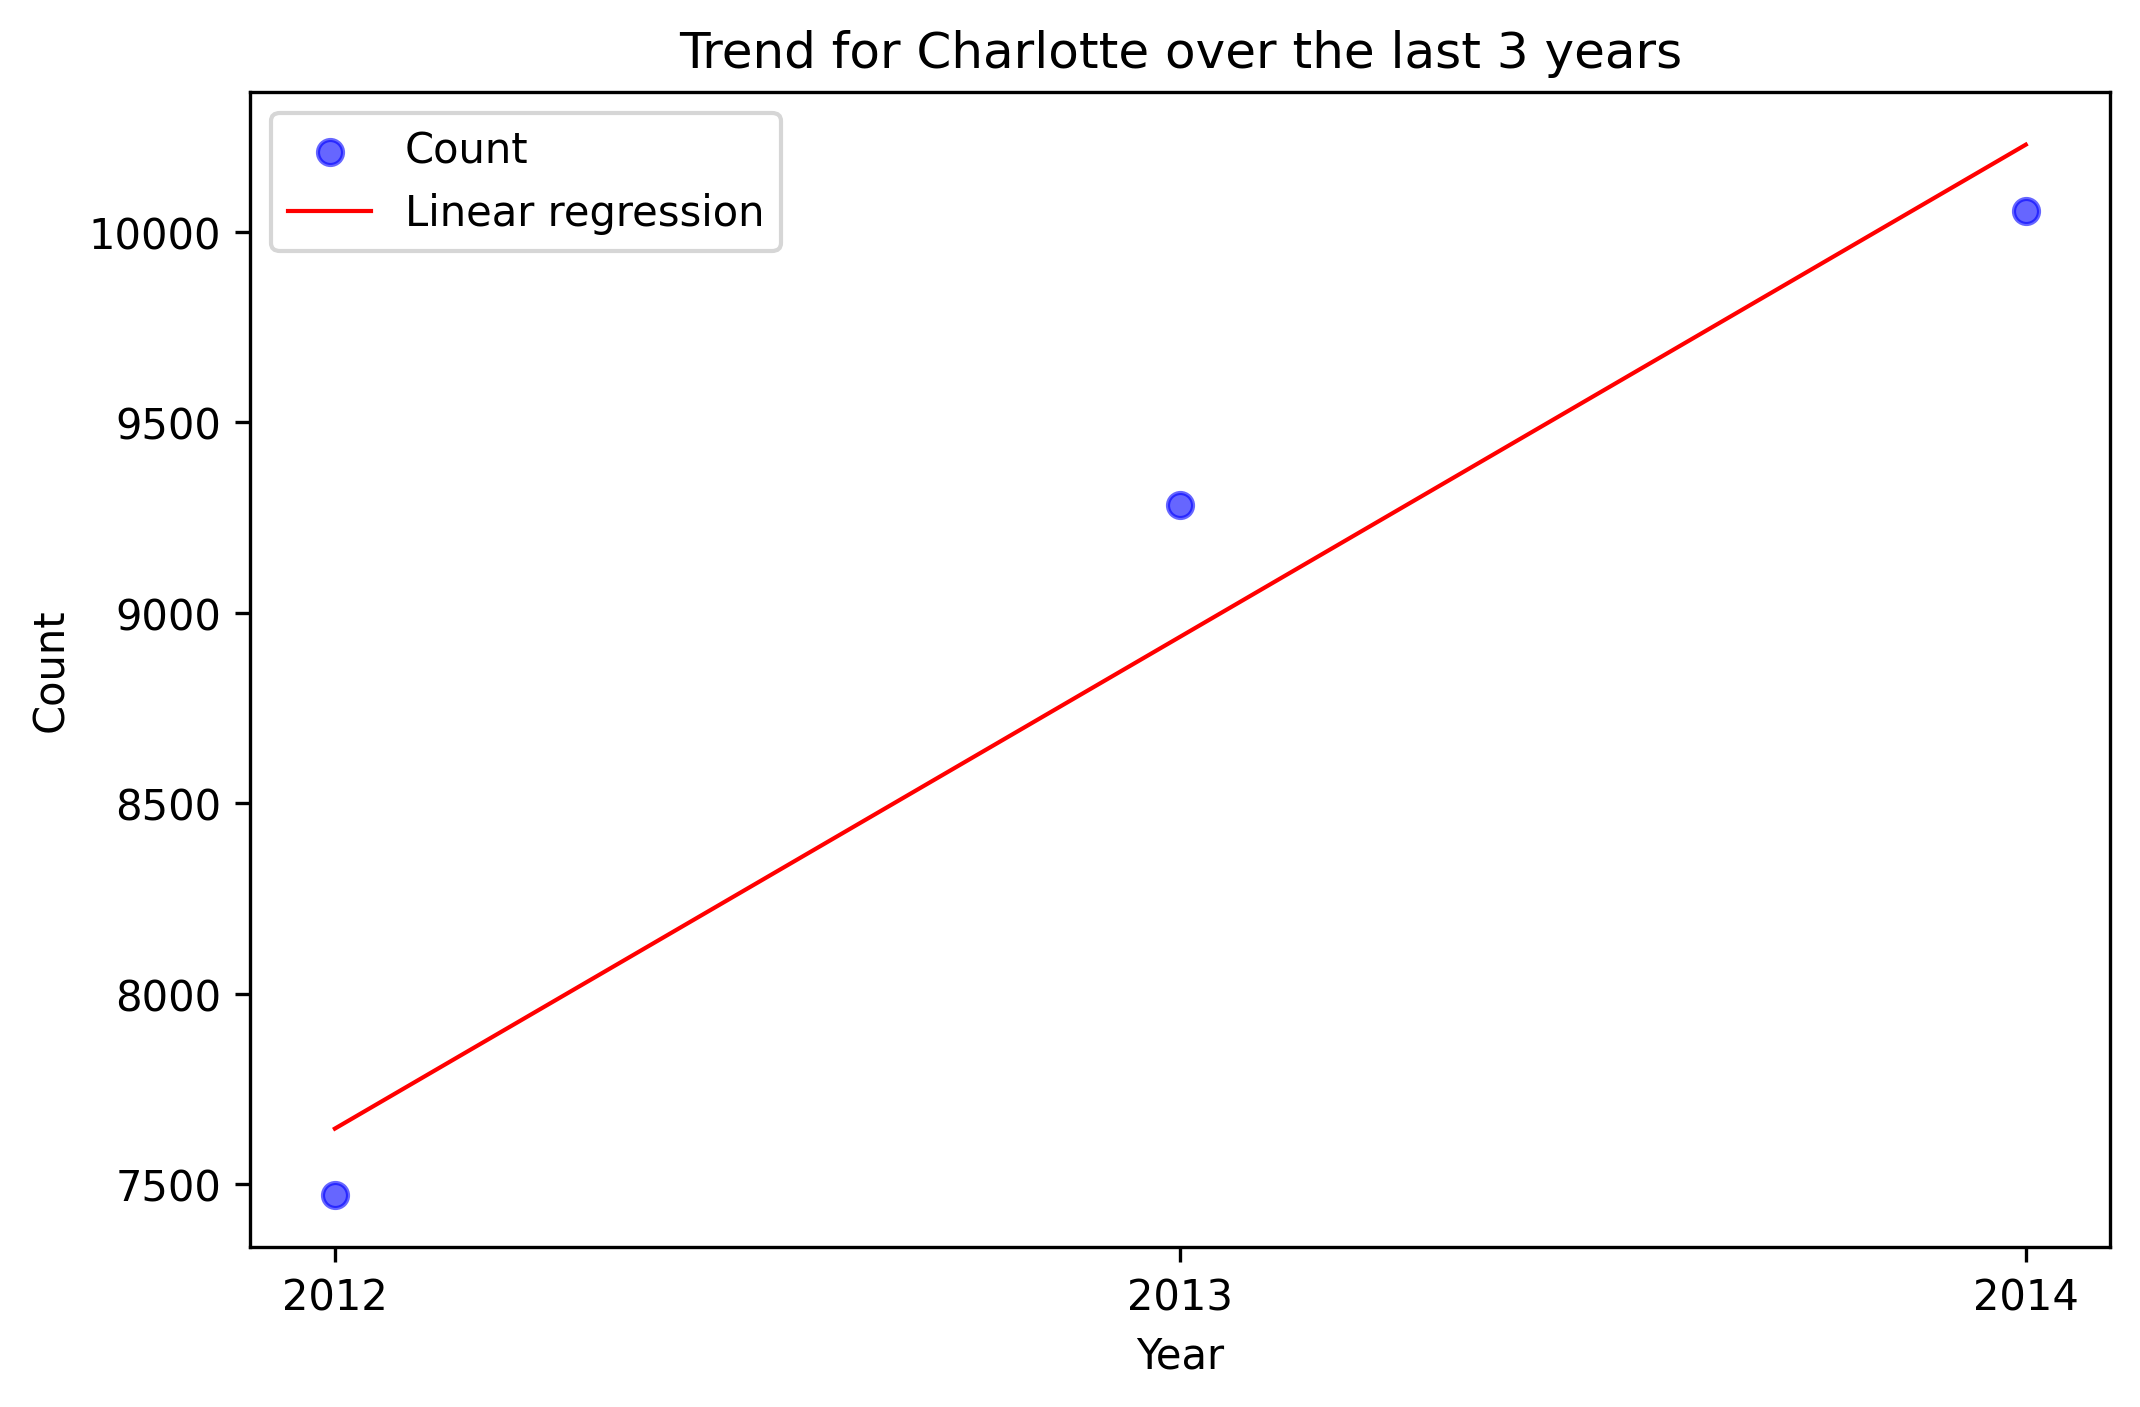 Trend for Charlotte over the last 3 years
Count
Linear regression
10000
9500
9000
8500
8000
7500
Count
2012
2013
2014
Year